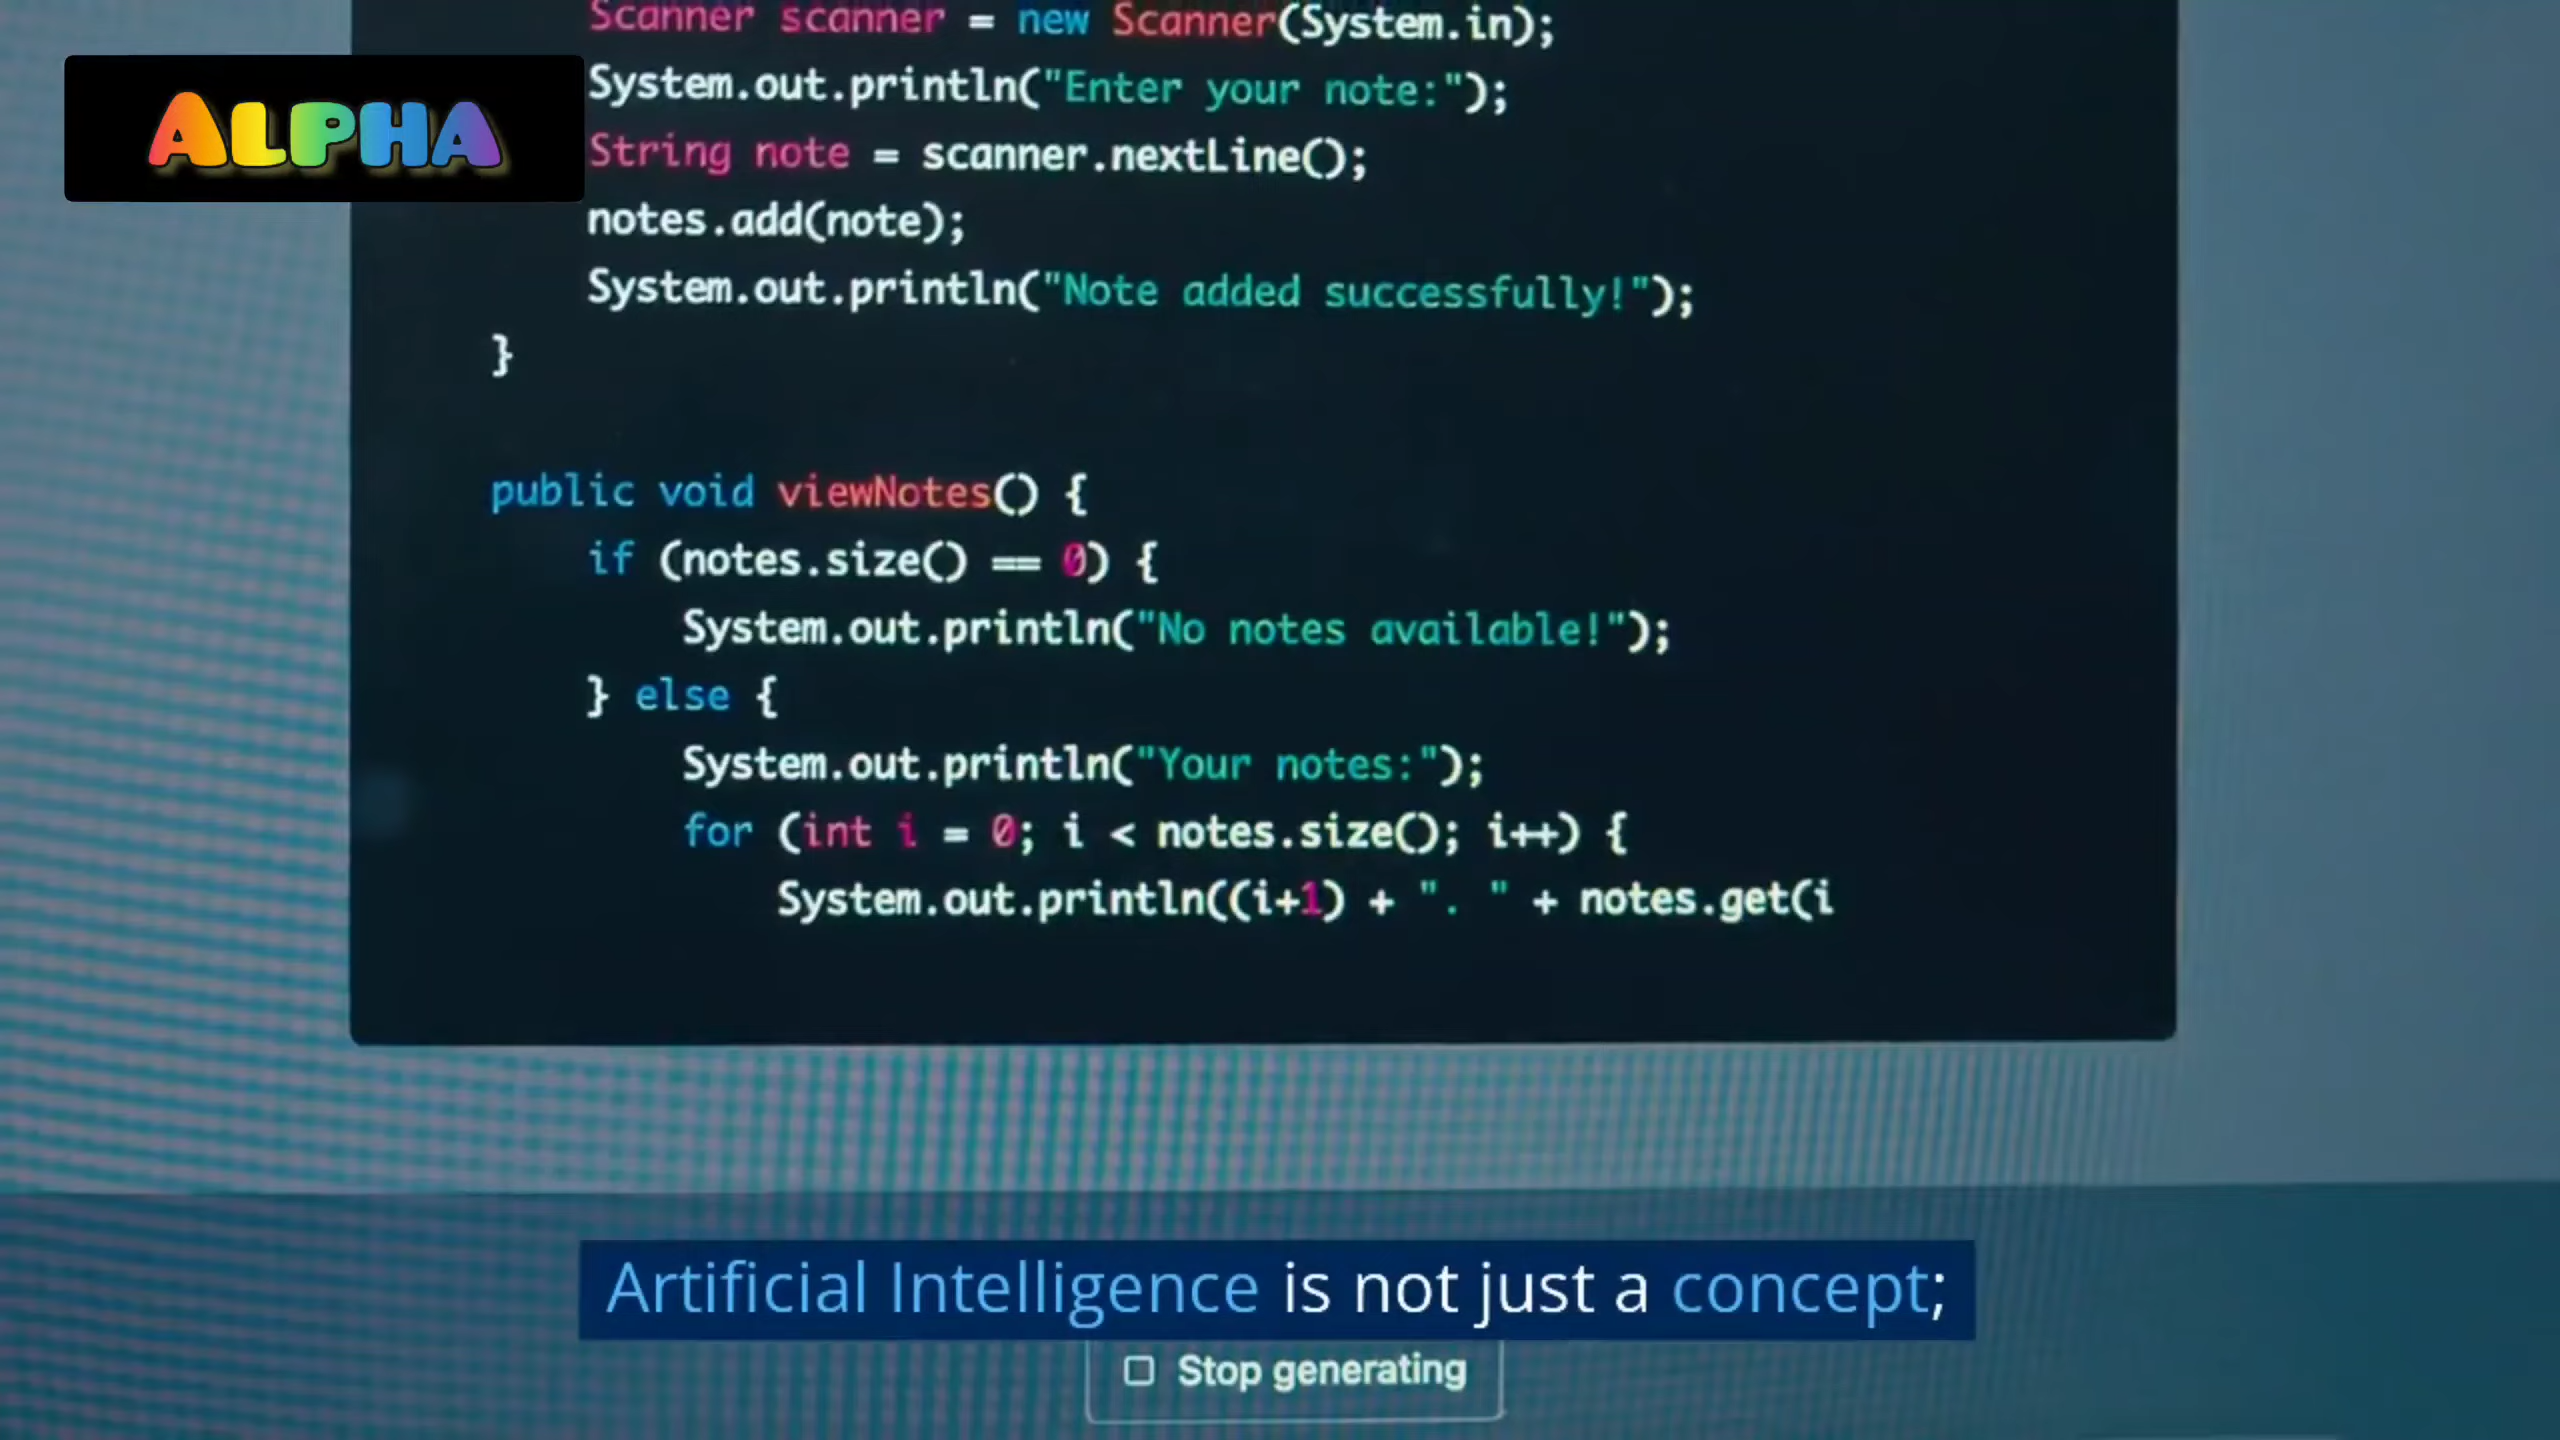 Scanner scanner = new Scanner(System.in);
ALPHA
System.out.println("Enter your note:");
String note = scanner.nextLine();
notes.add(note);
System.out.println("Note added successfully!");
}
public void viewNotes() {
if (notes.size() == 0) {
System.out.println("No notes available!");
} else {
System.out.println("Your notes:");
for (int i = 0; i < notes.size(); i++) {
System.out.println((i+1) + ". " + notes.get(i
Artificial Intelligence is not just a concept;
Stop generating